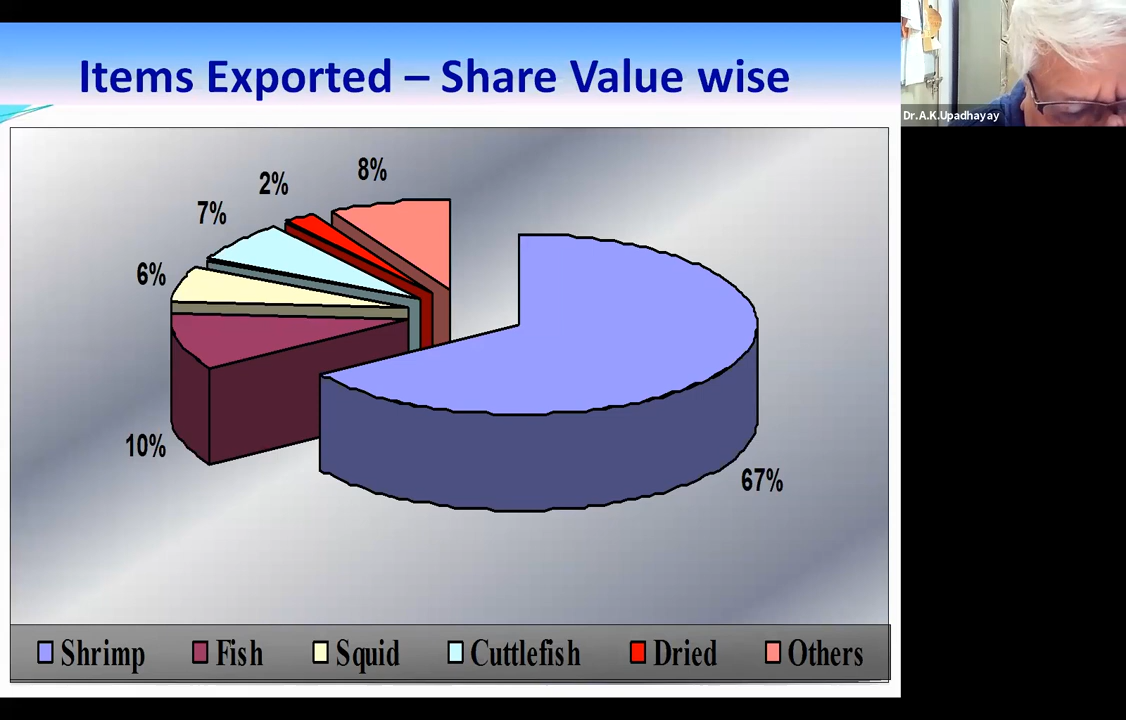 Items Exported – Share Value wise
Dr.A.K.Upadhayay
8%
2%
7%
6%
10%
67%
Shrimp Fish Squid Cuttlefish Dried Others